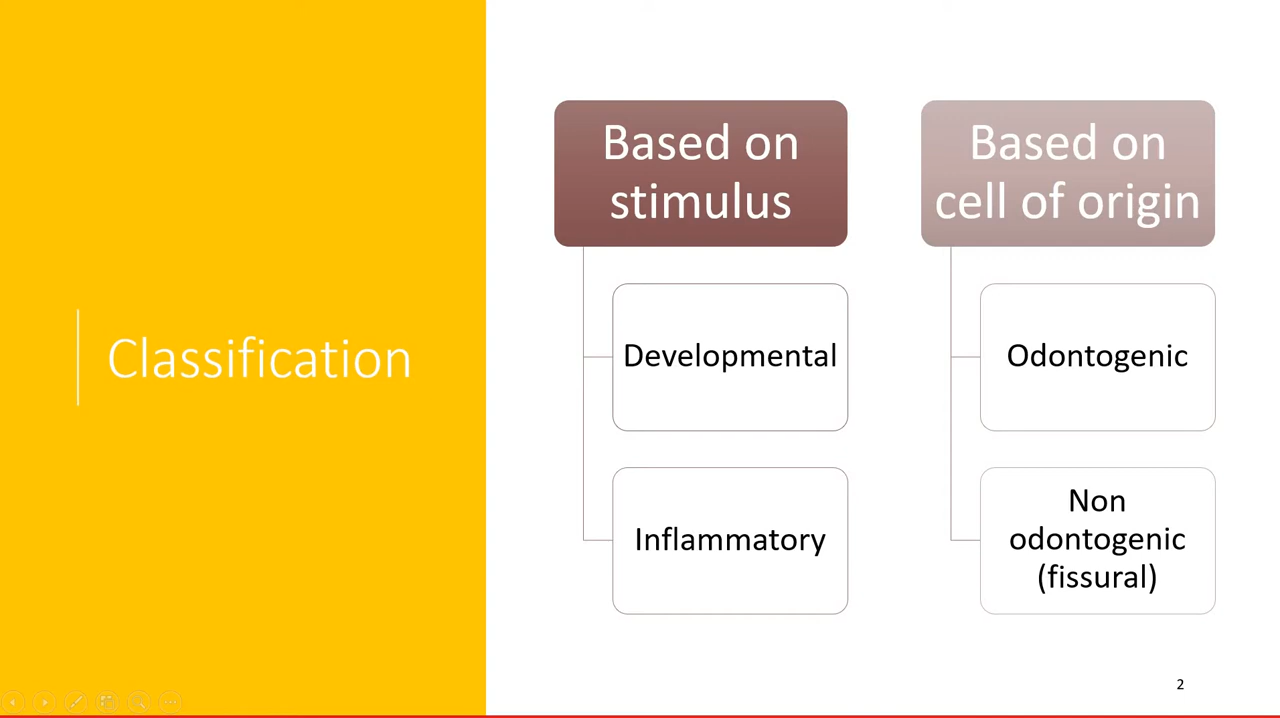 Classification
Based on
stimulus
Developmental
Inflammatory
Based on
cell of origin
Odontogenic
Non
odontogenic
(fissural)
2